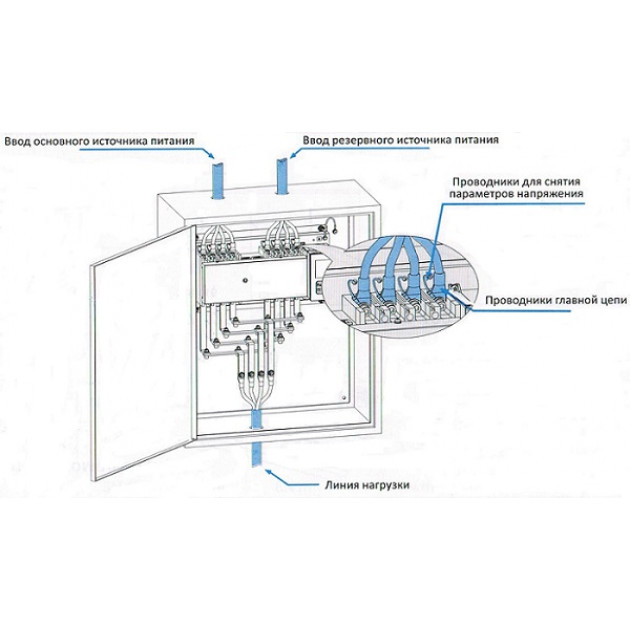 Ввод основного источника питания
Ввод резервного источника питания
Проводники для снятия
параметров напряжения
Проводники главной цепи
Линия нагрузки